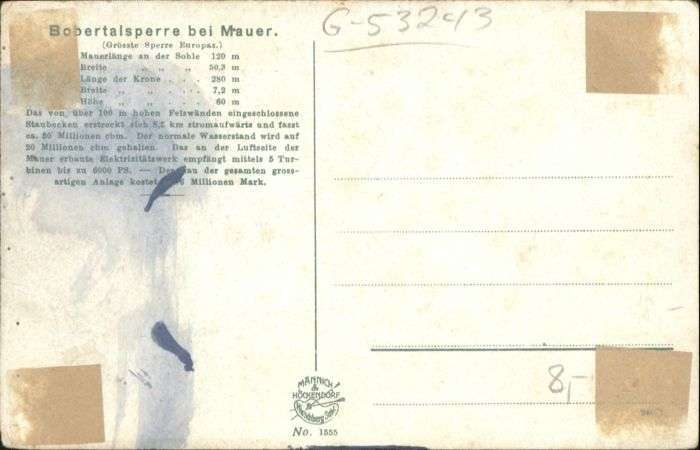 Bobertalsperre bei Mauer.
(Grösste Sperre Europas.)
Mauerlänge an der Sohle 120 m
Breite „ „ „ 50,3 m
Länge der Krone . . . 280 m
Breite „ „ . . . 7,2 m
Höhe „ „ . . . 60 m
Das von, über 100 m hohen Felswänden eingeschlossene
Staubecken erstreckt sich 8,5 km stromaufwärts und fasst
ca. 50 Millionen cbm. Der normale Wasserstand wird auf
20 Millionen cbm gehalten. Das an der Luftseite der
Mauer erbaute Elektrizitätswerk empfängt mittels 5 Tur-
binen bis zu 6000 PS. — Der Bau der gesamten gross-
artigen Anlage kostet Millionen Mark.
G-53243
8,-
MÄNNICH
&
HÖCKENDORF
No. 1555